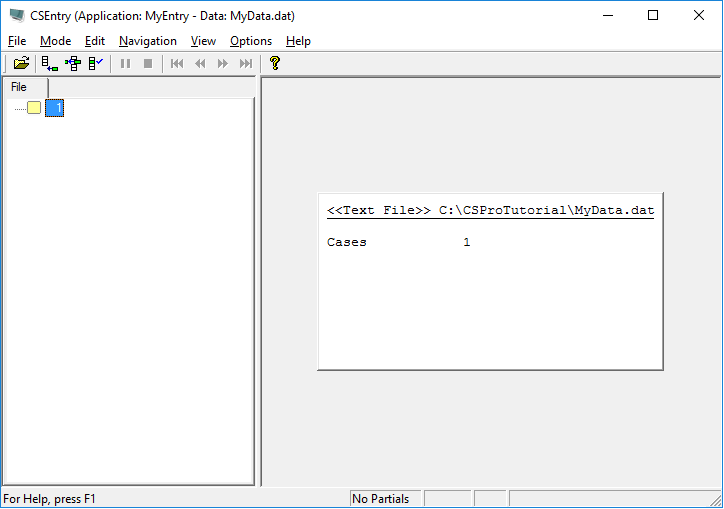 CSEntry (Application: MyEntry - Data: MyData.dat)
File Mode Edit Navigation View Options Help
File
1
<<Text File>> C:\CSProTutorial\MyData.dat
Cases 1
For Help, press F1 No Partials